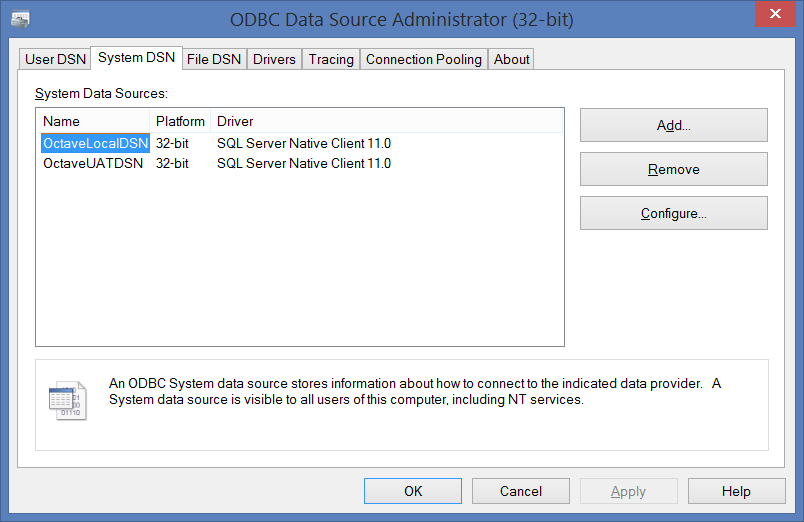 ODBC Data Source Administrator (32-bit)
User DSN System DSN File DSN Drivers Tracing Connection Pooling About
System Data Sources:
Name Platform Driver
OctaveLocalDSN 32-bit SQL Server Native Client 11.0
OctaveUATDSN 32-bit SQL Server Native Client 11.0
Add...
Remove
Configure...
An ODBC System data source stores information about how to connect to the indicated data provider. A
System data source is visible to all users of this computer, including NT services.
OK Cancel Apply Help